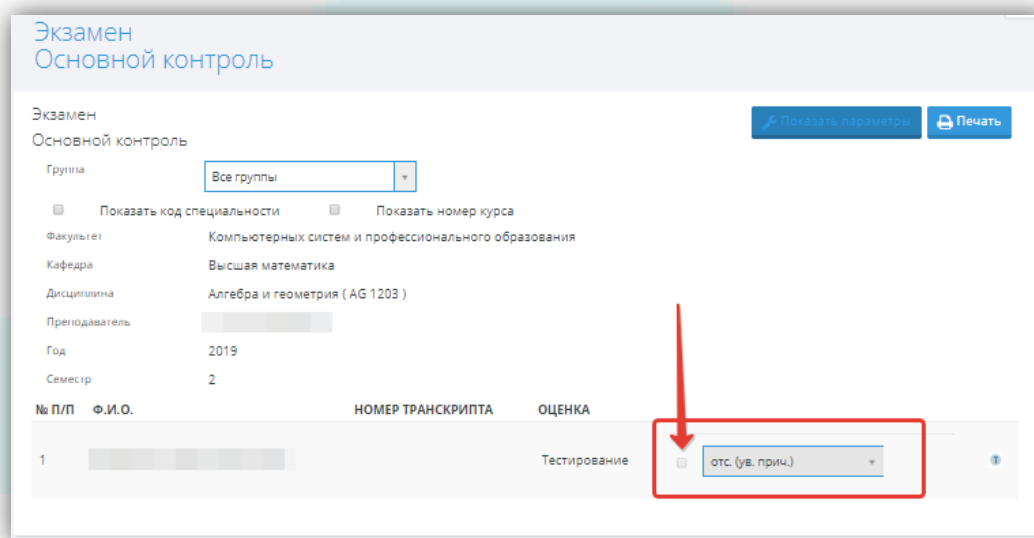 Экзамен
Основной контроль
Экзамен
Показать параметры
Печать
Основной контроль
Группа Все группы
Показать код специальности Показать номер курса
Факультет Компьютерных систем и профессионального образования
Кафедра Высшая математика
Дисциплина Алгебра и геометрия ( AG 1203 )
Преподаватель
Год 2019
Семестр 2
№ П/П Ф.И.О. НОМЕР ТРАНСКРИПТА ОЦЕНКА
1 Тестирование отс. (ув. прич.) T